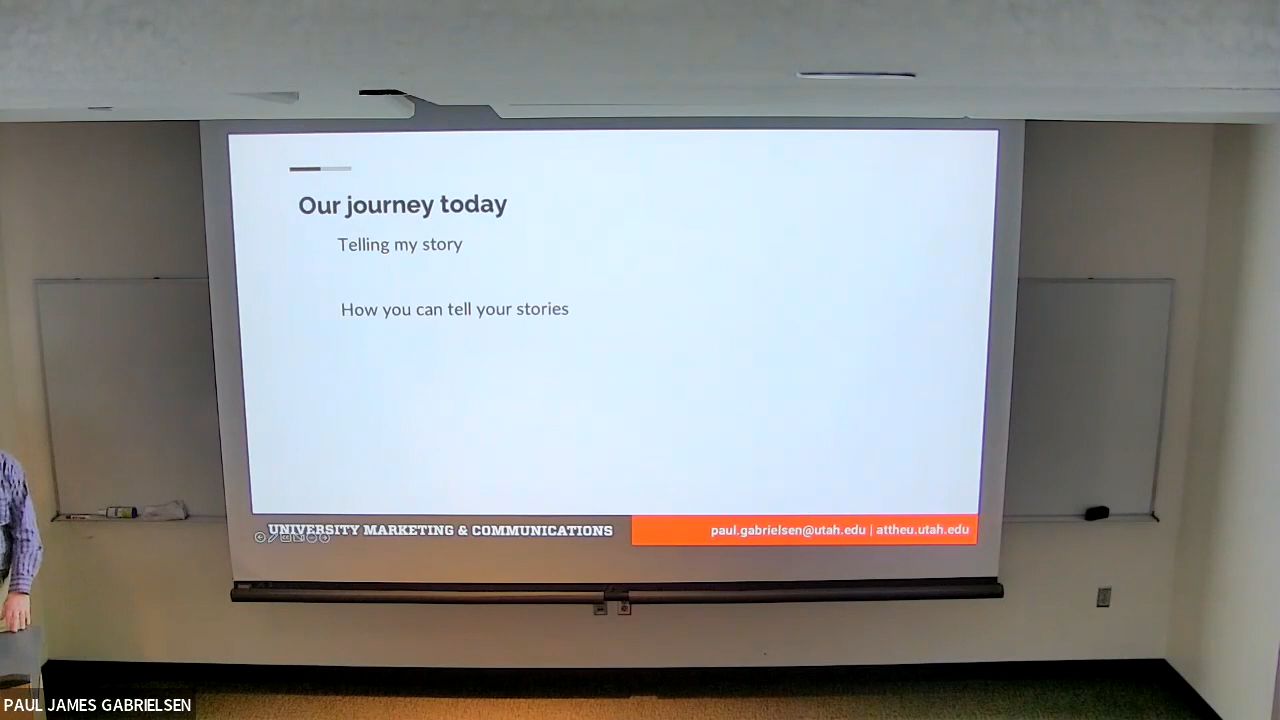 Our journey today
Telling my story
How you can tell your stories
UNIVERSITY MARKETING & COMMUNICATIONS
paul.gabrielsen@utah.edu | attheu.utah.edu
PAUL JAMES GABRIELSEN